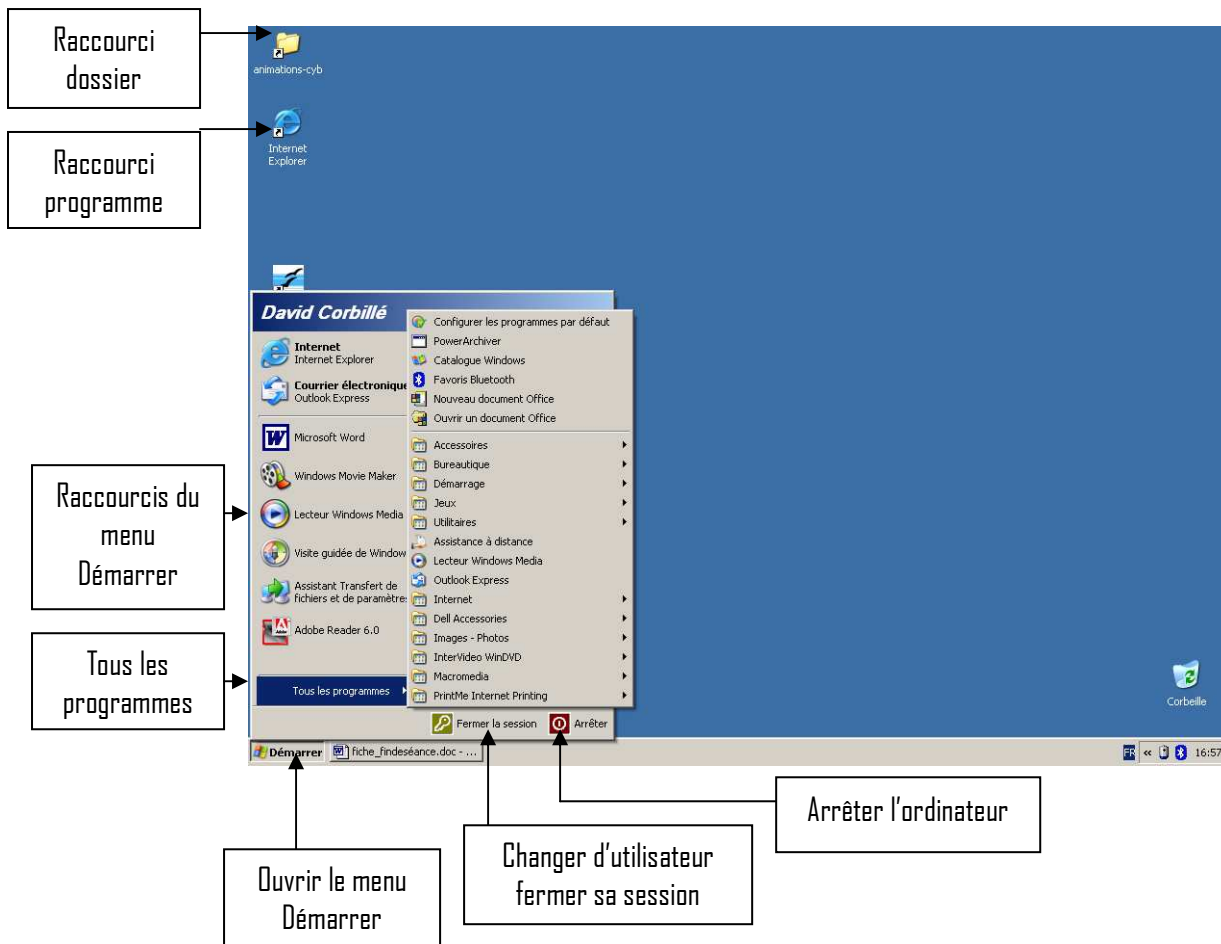 Raccourci
dossier
animations-cyb
Raccourci
programme
Internet
Explorer
David Corbillé
Internet
Internet Explorer
Courrier électronique
Outlook Express
Microsoft Word
Windows Movie Maker
Lecteur Windows Media
Visite guidée de Window
Assistant Transfert de
fichiers et de paramètre
Adobe Reader 6.0
Tous les programmes
Configurer les programmes par défaut
PowerArchiver
Catalogue Windows
Favoris Bluetooth
Nouveau document Office
Ouvrir un document Office
Accessoires
Bureautique
Démarrage
Jeux
Utilitaires
Assistance à distance
Lecteur Windows Media
Outlook Express
Internet
Dell Accessories
Images - Photos
InterVideo WinDVD
Macromedia
PrintMe Internet Printing
Raccourcis du
menu
Démarrer
Tous les
programmes
Corbeille
Fermer la session
Arrêter
Démarrer
fiche_findeséance.doc - ...
FR
«
16:57
Arrêter l'ordinateur
Changer d'utilisateur
fermer sa session
Ouvrir le menu
Démarrer